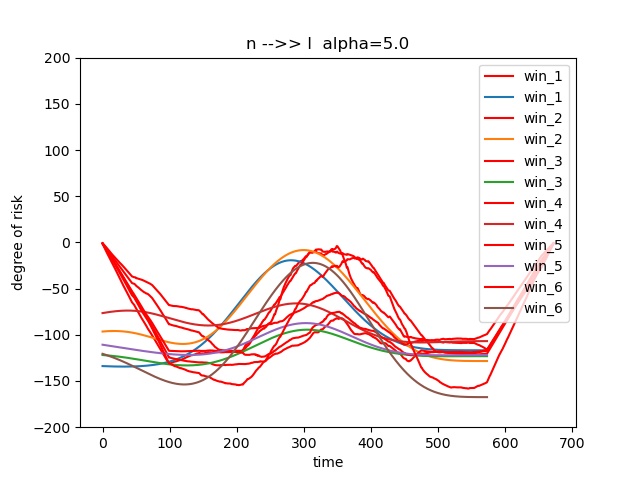 n -->> l  alpha=5.0
degree of risk
200
150
100
50
0
−50
−100
−150
−200
0
100
200
300
400
500
600
700
time
win_1
win_1
win_2
win_2
win_3
win_3
win_4
win_4
win_5
win_5
win_6
win_6